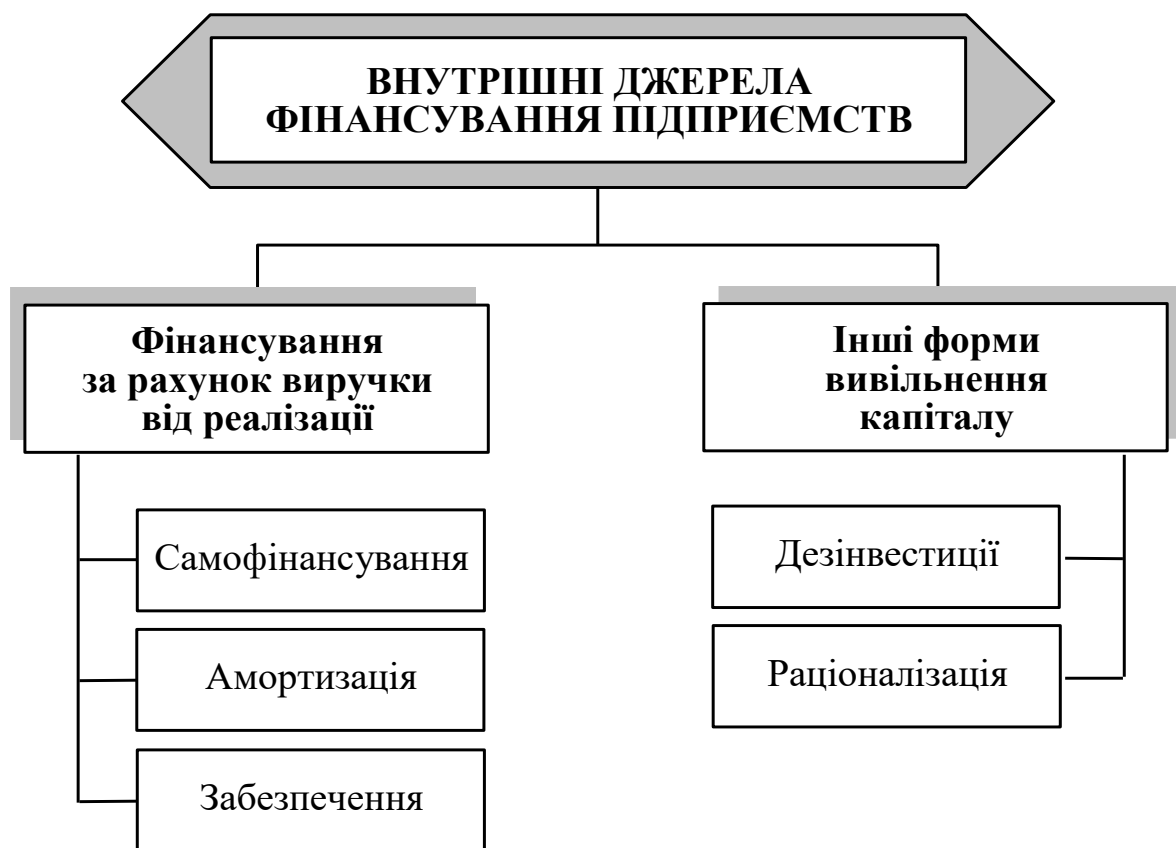 ВНУТРІШНІ ДЖЕРЕЛА
ФІНАНСУВАННЯ ПІДПРИЄМСТВ
Фінансування
за рахунок виручки
від реалізації
Самофінансування
Амортизація
Забезпечення
Інші форми
вивільнення
капіталу
Дезінвестиції
Раціоналізація